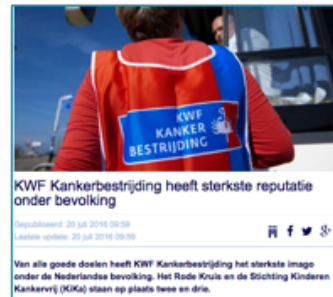 KWF
KANKER
BESTRIJDING
KWF Kankerbestrijding heeft sterkste reputatie
onder bevolking
Gepubliceerd: 20 juli 2016 09:59
Laatste update: 20 juli 2016 09:59
Van alle goede doelen heeft KWF Kankerbestrijding het sterkste image
onder de Nederlandse bevolking. Het Rode Kruis en de Stichting Kinderen
Kankervrij (KiKa) staan op plaats twee en drie.